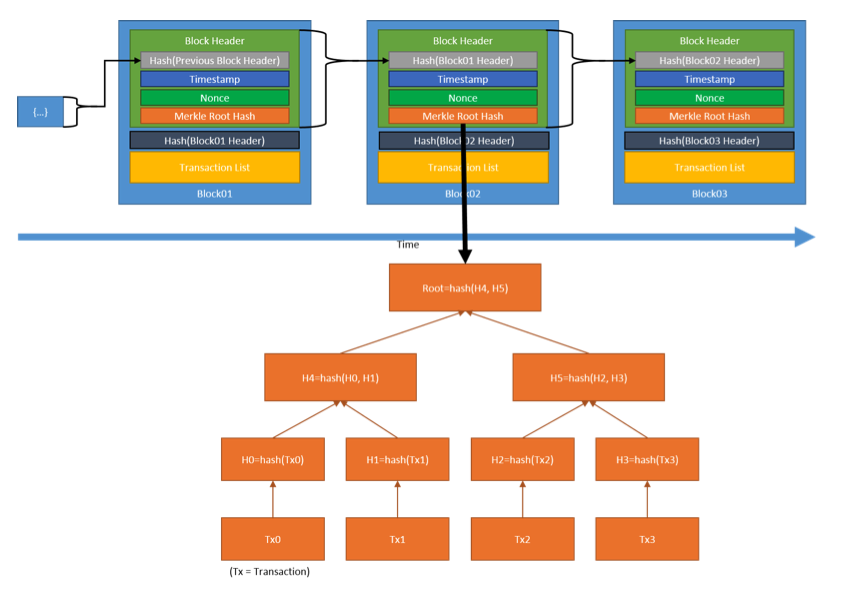 Block Header
Hash(Previous Block Header)
Timestamp
Nonce
Merkle Root Hash
Hash(Block01 Header)
Transaction List
Block01
Block Header
Hash(Block01 Header)
Timestamp
Nonce
Merkle Root Hash
Hash(Block02 Header)
Transaction List
Block02
Block Header
Hash(Block02 Header)
Timestamp
Nonce
Merkle Root Hash
Hash(Block03 Header)
Transaction List
Block03
{...}
Time
Root=hash(H4, H5)
H4=hash(H0, H1)
H5=hash(H2, H3)
H0=hash(Tx0)
H1=hash(Tx1)
H2=hash(Tx2)
H3=hash(Tx3)
Tx0
Tx1
Tx2
Tx3
(Tx = Transaction)